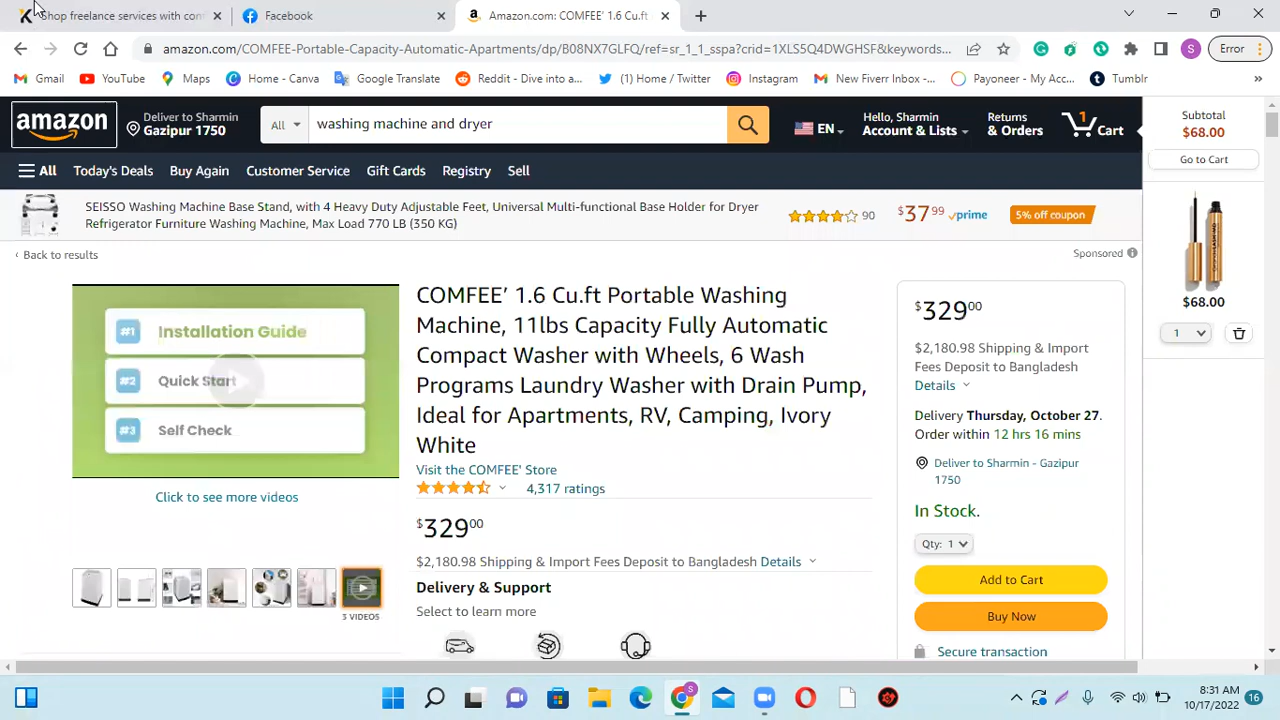 Shop freelance services with con
Facebook
Amazon.com: COMFEE' 1.6 Cu.ft
amazon.com/COMFEE-Portable-Capacity-Automatic-Apartments/dp/B08NX7GLFQ/ref=sr_1_1_sspa?crid=1XLS5Q4DWGHSF&keywords...
Error
Gmail
YouTube
Maps
Home - Canva
Google Translate
Reddit - Dive into a...
(1) Home / Twitter
Instagram
New Fiverr Inbox -...
Payoneer - My Acc...
Tumblr
»
amazon
Deliver to Sharmin
Gazipur 1750
All
washing machine and dryer
EN
Hello, Sharmin
Account & Lists
Returns
& Orders
1
Cart
Subtotal
$68.00
Go to Cart
All
Today's Deals
Buy Again
Customer Service
Gift Cards
Registry
Sell
SEISSO Washing Machine Base Stand, with 4 Heavy Duty Adjustable Feet, Universal Multi-functional Base Holder for Dryer
Refrigerator Furniture Washing Machine, Max Load 770 LB (350 KG)
90
$37.99
prime
5% off coupon
‹ Back to results
Sponsored
$68.00
1
#1 Installation Guide
#2 Quick Start
#3 Self Check
Click to see more videos
3 VIDEOS
COMFEE' 1.6 Cu.ft Portable Washing
Machine, 11lbs Capacity Fully Automatic
Compact Washer with Wheels, 6 Wash
Programs Laundry Washer with Drain Pump,
Ideal for Apartments, RV, Camping, Ivory
White
Visit the COMFEE' Store
4,317 ratings
$329.00
$2,180.98 Shipping & Import Fees Deposit to Bangladesh Details
Delivery & Support
Select to learn more
$329.00
$2,180.98 Shipping & Import
Fees Deposit to Bangladesh
Details
Delivery Thursday, October 27.
Order within 12 hrs 16 mins
Deliver to Sharmin - Gazipur
1750
In Stock.
Qty: 1
Add to Cart
Buy Now
Secure transaction
8:31 AM
10/17/2022
16